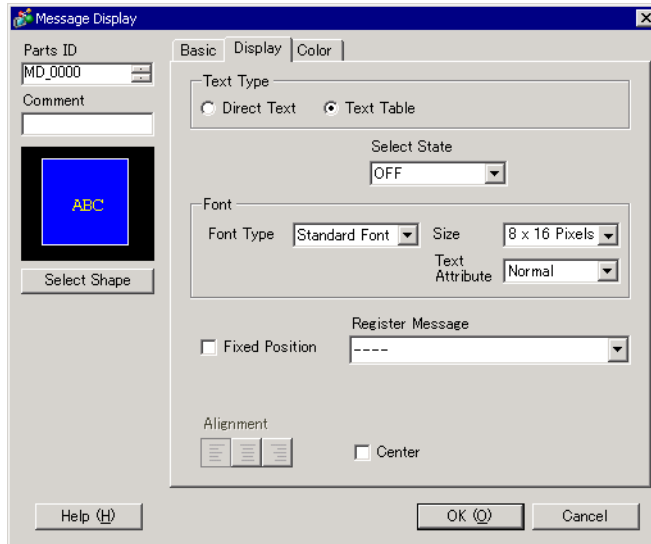 Message Display
Parts ID
MD_0000
Comment
ABC
Select Shape
Basic
Display
Color
Text Type
Direct Text
Text Table
Select State
OFF
Font
Font Type
Standard Font
Size
8 x 16 Pixels
Text
Attribute
Normal
Register Message
Fixed Position
----
Alignment
Center
Help (H)
OK (O)
Cancel